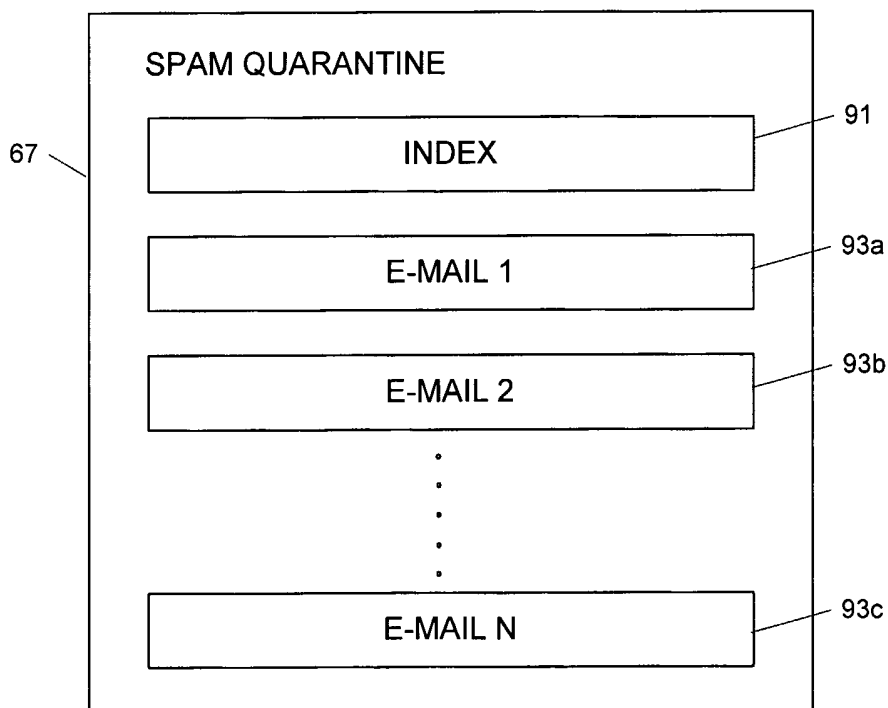 SPAM QUARANTINE
INDEX
91
67
E-MAIL 1
93a
E-MAIL 2
93b
E-MAIL N
93c